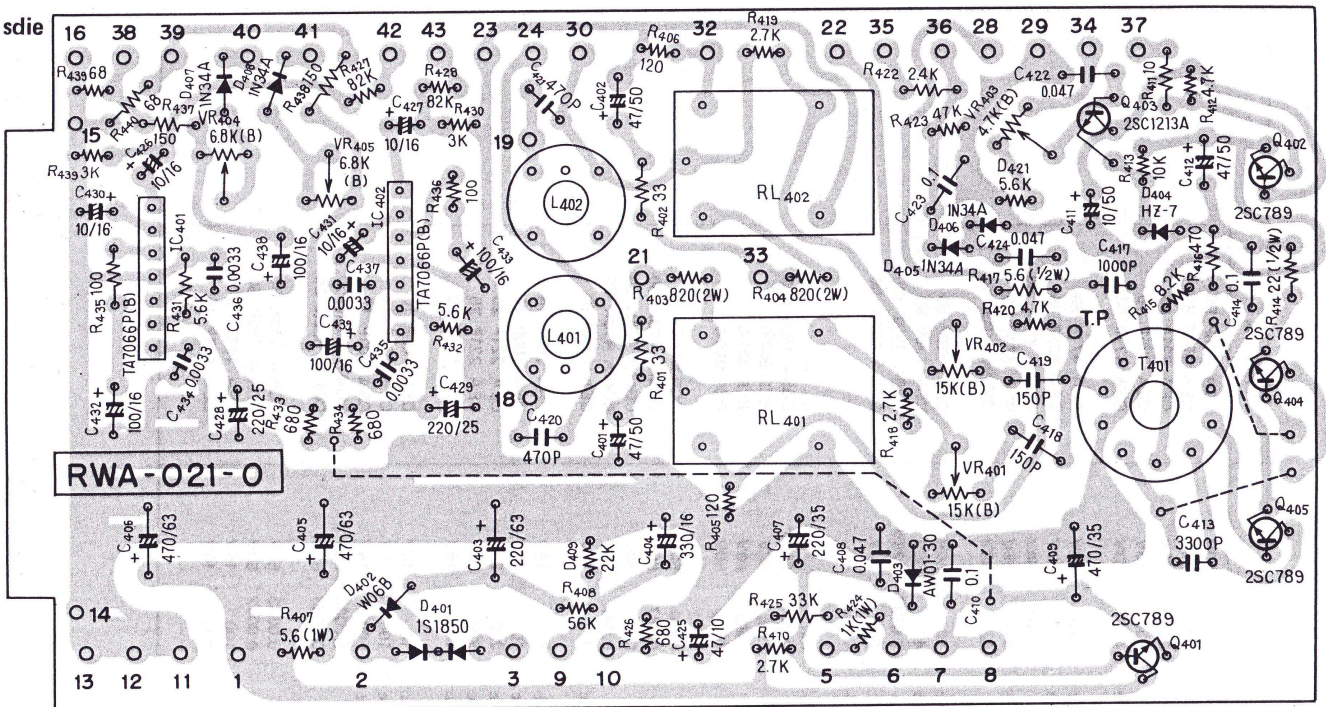 sdie
16 38 39 40 41 42 43 23 24 30 32 22 35 36 28 29 34 37
R419
2.7K
R406
120
R439 68
R440 68
R437
150
D407
1N34A
1N34A
R438 150
R427
82K
R428
82K
R430
3K
C427
10/16
C421
470P
C402
47/50
R422 2.4K
R423 47K
VR403
4.7K(B)
C422
0.047
Q403
2SC1213A
R411 10
R412 4.7K
15
R439 3K
C426
10/16
VR404
6.8K(B)
VR405
6.8K
(B)
R436 100
19
L402
R402 33
RL402
C423 0.1
D421
5.6K
C411
10/50
R413
10K
C412
47/50
Q402
2SC789
C430
10/16
IC401
TA7066P(B)
C431
10/16
IC402
TA7066P(B)
C433
100/16
1N34A
D406
D404
HZ-7
R435 100
R431
5.6K
C436 0.0033
C438
100/16
C437
0.0033
21
33
R403 820(2W)
R404 820(2W)
D405 1N34A
C424 0.047
R417 5.6(½W)
C417
1000P
R415 8.2K
R416 470
C414 0.1
R414 22(½W)
C439
100/16
5.6K
R432
L401
R401 33
RL401
R420 4.7K
T.P
2SC789
Q404
C434 0.0033
C435
0.0033
VR402
15K(B)
C419
150P
T401
C432
100/16
C428
220/25
R433
680
R434
680
C429
220/25
18
C420
470P
C401
47/50
R418 2.7K
C418
150P
RWA-021-0
VR401
15K(B)
C406
470/63
C405
470/63
C403
220/63
D409
22K
C404
330/16
R405 120
C407
220/35
C408
0.047
D403
AW01-30
C410 0.1
C409
470/35
C413
3300P
Q405
2SC789
14
D402
W06B
D401
1S1850
R407
5.6(1W)
R408
56K
R426
680
C425
47/10
R425 33K
R424
1K(1W)
R410
2.7K
2SC789
Q401
13 12 11 1 2 3 9 10 5 6 7 8